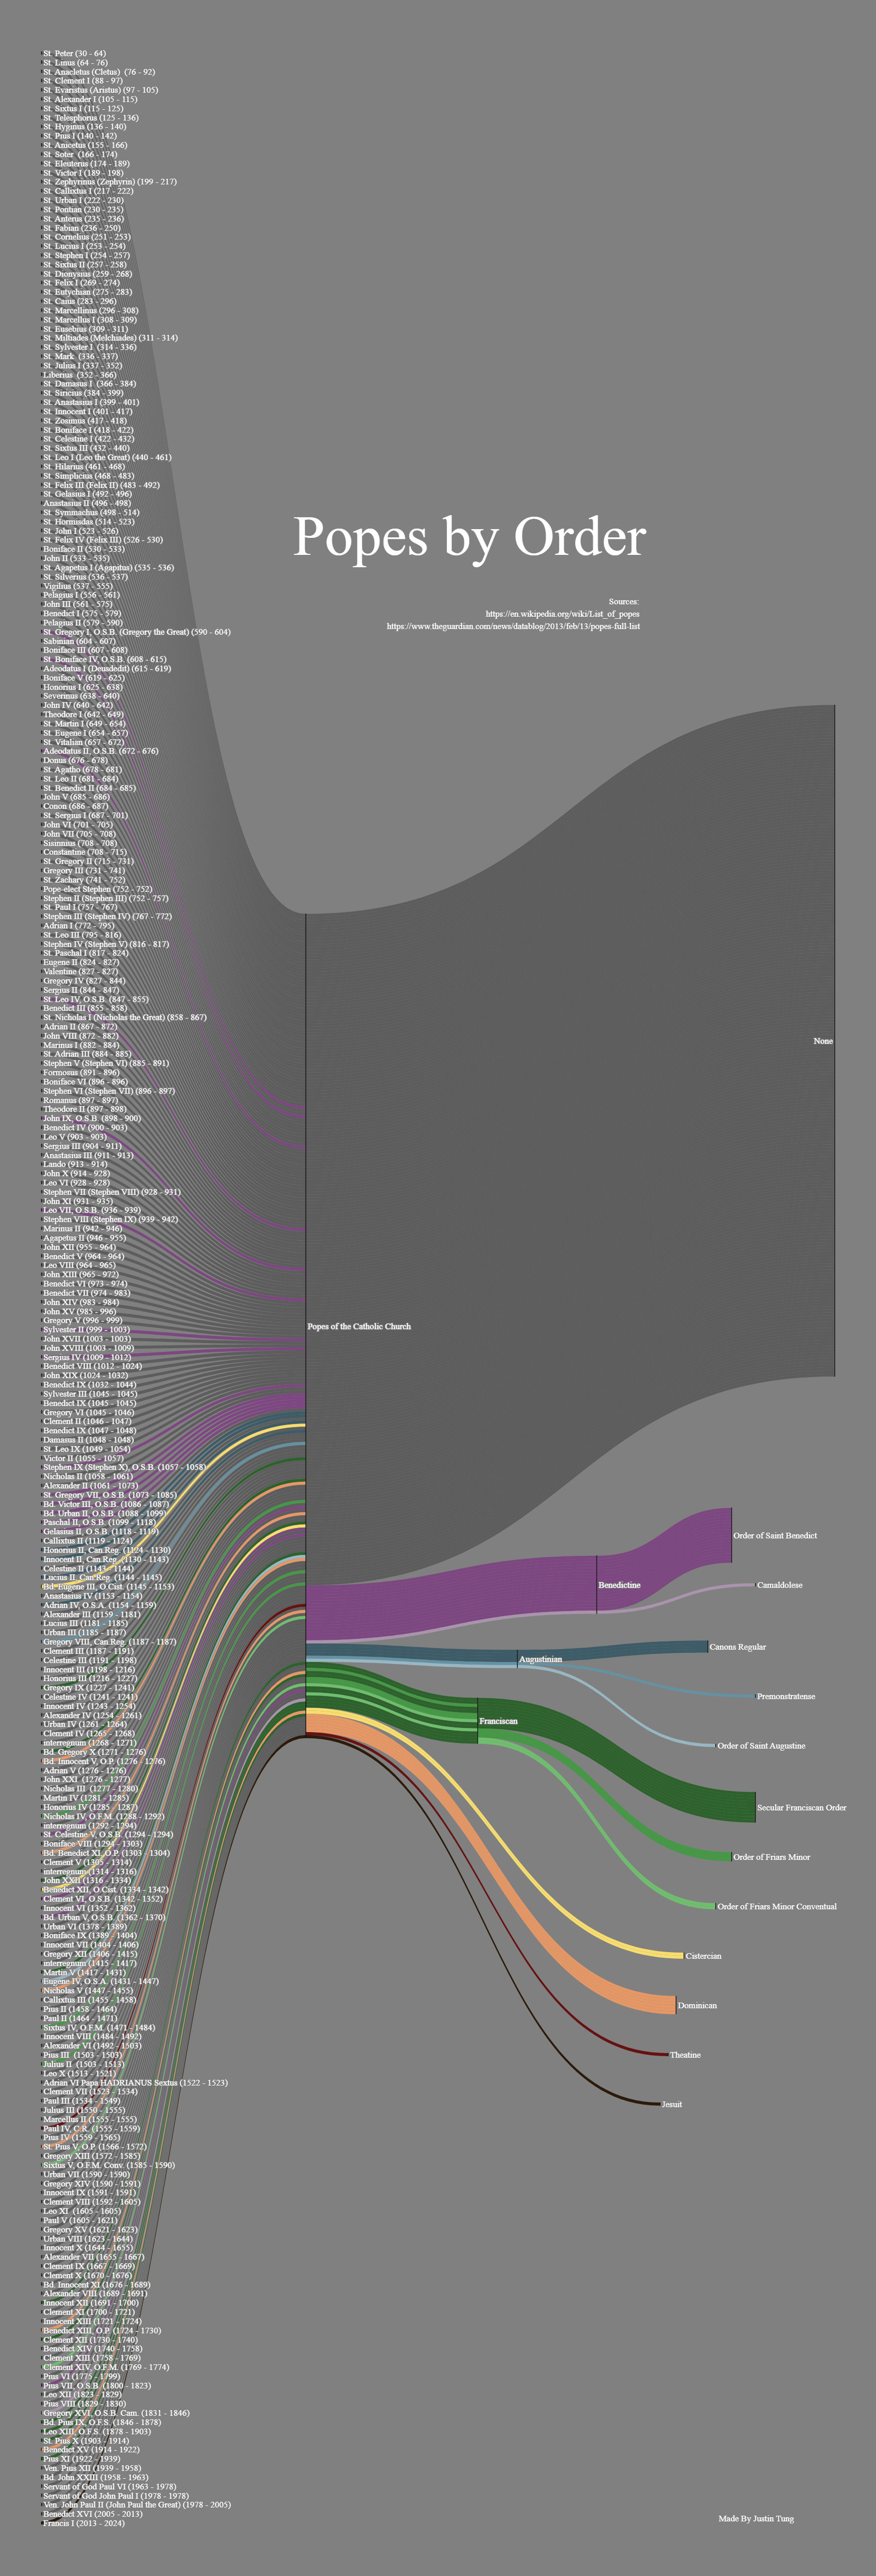 St. Peter (30 - 64)
St. Linus (64 - 76)
St. Anacletus (Cletus) (76 - 92)
St. Clement I (88 - 97)
St. Evaristus (Aristus) (97 - 105)
St. Alexander I (105 - 115)
St. Sixtus I (115 - 125)
St. Telesphorus (125 - 136)
St. Hyginus (136 - 140)
St. Pius I (140 - 142)
St. Anicetus (155 - 166)
St. Soter (166 - 174)
St. Eleuterus (174 - 189)
St. Victor I (189 - 198)
St. Zephyrinus (Zephyrin) (199 - 217)
St. Callixtus I (217 - 222)
St. Urban I (222 - 230)
St. Pontian (230 - 235)
St. Anterus (235 - 236)
St. Fabian (236 - 250)
St. Cornelius (251 - 253)
St. Lucius I (253 - 254)
St. Stephen I (254 - 257)
St. Sixtus II (257 - 258)
St. Dionysius (259 - 268)
St. Felix I (269 - 274)
St. Eutychian (275 - 283)
St. Caius (283 - 296)
St. Marcellinus (296 - 308)
St. Marcellus I (308 - 309)
St. Eusebius (309 - 311)
St. Miltiades (Melchiades) (311 - 314)
St. Sylvester I (314 - 336)
St. Mark (336 - 337)
St. Julius I (337 - 352)
Liberius (352 - 366)
St. Damasus I (366 - 384)
St. Siricius (384 - 399)
St. Anastasius I (399 - 401)
St. Innocent I (401 - 417)
St. Zosimus (417 - 418)
St. Boniface I (418 - 422)
St. Celestine I (422 - 432)
St. Sixtus III (432 - 440)
St. Leo I (Leo the Great) (440 - 461)
St. Hilarius (461 - 468)
St. Simplicius (468 - 483)
St. Felix III (Felix II) (483 - 492)
St. Gelasius I (492 - 496)
Anastasius II (496 - 498)
St. Symmachus (498 - 514)
St. Hormisdas (514 - 523)
St. John I (523 - 526)
St. Felix IV (Felix III) (526 - 530)
Boniface II (530 - 533)
John II (533 - 535)
St. Agapetus I (Agapitus) (535 - 536)
St. Silverius (536 - 537)
Vigilius (537 - 555)
Pelagius I (556 - 561)
John III (561 - 575)
Benedict I (575 - 579)
Pelagius II (579 - 590)
St. Gregory I, O.S.B. (Gregory the Great) (590 - 604)
Sabinian (604 - 607)
Boniface III (607 - 608)
St. Boniface IV, O.S.B. (608 - 615)
Adeodatus I (Deusdedit) (615 - 619)
Boniface V (619 - 625)
Honorius I (625 - 638)
Severinus (638 - 640)
John IV (640 - 642)
Theodore I (642 - 649)
St. Martin I (649 - 654)
St. Eugene I (654 - 657)
St. Vitalian (657 - 672)
Adeodatus II, O.S.B. (672 - 676)
Donus (676 - 678)
St. Agatho (678 - 681)
St. Leo II (681 - 684)
St. Benedict II (684 - 685)
John V (685 - 686)
Conon (686 - 687)
St. Sergius I (687 - 701)
John VI (701 - 705)
John VII (705 - 708)
Sisinnius (708 - 708)
Constantine (708 - 715)
St. Gregory II (715 - 731)
Gregory III (731 - 741)
St. Zachary (741 - 752)
Pope-elect Stephen (752 - 752)
Stephen II (Stephen III) (752 - 757)
St. Paul I (757 - 767)
Stephen III (Stephen IV) (767 - 772)
Adrian I (772 - 795)
St. Leo III (795 - 816)
Stephen IV (Stephen V) (816 - 817)
St. Paschal I (817 - 824)
Eugene II (824 - 827)
Valentine (827 - 827)
Gregory IV (827 - 844)
Sergius II (844 - 847)
St. Leo IV, O.S.B. (847 - 855)
Benedict III (855 - 858)
St. Nicholas I (Nicholas the Great) (858 - 867)
Adrian II (867 - 872)
John VIII (872 - 882)
Marinus I (882 - 884)
St. Adrian III (884 - 885)
Stephen V (Stephen VI) (885 - 891)
Formosus (891 - 896)
Boniface VI (896 - 896)
Stephen VI (Stephen VII) (896 - 897)
Romanus (897 - 897)
Theodore II (897 - 898)
John IX, O.S.B. (898 - 900)
Benedict IV (900 - 903)
Leo V (903 - 903)
Sergius III (904 - 911)
Anastasius III (911 - 913)
Lando (913 - 914)
John X (914 - 928)
Leo VI (928 - 928)
Stephen VII (Stephen VIII) (928 - 931)
John XI (931 - 935)
Leo VII, O.S.B. (936 - 939)
Stephen VIII (Stephen IX) (939 - 942)
Marinus II (942 - 946)
Agapetus II (946 - 955)
John XII (955 - 964)
Benedict V (964 - 964)
Leo VIII (964 - 965)
John XIII (965 - 972)
Benedict VI (973 - 974)
Benedict VII (974 - 983)
John XIV (983 - 984)
John XV (985 - 996)
Gregory V (996 - 999)
Sylvester II (999 - 1003)
John XVII (1003 - 1003)
John XVIII (1003 - 1009)
Sergius IV (1009 - 1012)
Benedict VIII (1012 - 1024)
John XIX (1024 - 1032)
Benedict IX (1032 - 1044)
Sylvester III (1045 - 1045)
Benedict IX (1045 - 1045)
Gregory VI (1045 - 1046)
Clement II (1046 - 1047)
Benedict IX (1047 - 1048)
Damasus II (1048 - 1048)
St. Leo IX (1049 - 1054)
Victor II (1055 - 1057)
Stephen IX (Stephen X), O.S.B. (1057 - 1058)
Nicholas II (1058 - 1061)
Alexander II (1061 - 1073)
St. Gregory VII, O.S.B. (1073 - 1085)
Bd. Victor III, O.S.B. (1086 - 1087)
Bd. Urban II, O.S.B. (1088 - 1099)
Paschal II, O.S.B. (1099 - 1118)
Gelasius II, O.S.B. (1118 - 1119)
Callixtus II (1119 - 1124)
Honorius II, Can.Reg. (1124 - 1130)
Innocent II, Can.Reg. (1130 - 1143)
Celestine II (1143 - 1144)
Lucius II, Can.Reg. (1144 - 1145)
Bd. Eugene III, O.Cist. (1145 - 1153)
Anastasius IV (1153 - 1154)
Adrian IV, O.S.A. (1154 - 1159)
Alexander III (1159 - 1181)
Lucius III (1181 - 1185)
Urban III (1185 - 1187)
Gregory VIII, Can.Reg. (1187 - 1187)
Clement III (1187 - 1191)
Celestine III (1191 - 1198)
Innocent III (1198 - 1216)
Honorius III (1216 - 1227)
Gregory IX (1227 - 1241)
Celestine IV (1241 - 1241)
Innocent IV (1243 - 1254)
Alexander IV (1254 - 1261)
Urban IV (1261 - 1264)
Clement IV (1265 - 1268)
interregnum (1268 - 1271)
Bd. Gregory X (1271 - 1276)
Bd. Innocent V, O.P. (1276 - 1276)
Adrian V (1276 - 1276)
John XXI (1276 - 1277)
Nicholas III (1277 - 1280)
Martin IV (1281 - 1285)
Honorius IV (1285 - 1287)
Nicholas IV, O.F.M. (1288 - 1292)
interregnum (1292 - 1294)
St. Celestine V, O.S.B. (1294 - 1294)
Boniface VIII (1294 - 1303)
Bd. Benedict XI, O.P. (1303 - 1304)
Clement V (1305 - 1314)
interregnum (1314 - 1316)
John XXII (1316 - 1334)
Benedict XII, O.Cist. (1334 - 1342)
Clement VI, O.S.B. (1342 - 1352)
Innocent VI (1352 - 1362)
Bd. Urban V, O.S.B. (1362 - 1370)
Urban VI (1378 - 1389)
Boniface IX (1389 - 1404)
Innocent VII (1404 - 1406)
Gregory XII (1406 - 1415)
interregnum (1415 - 1417)
Martin V (1417 - 1431)
Eugene IV, O.S.A. (1431 - 1447)
Nicholas V (1447 - 1455)
Callixtus III (1455 - 1458)
Pius II (1458 - 1464)
Paul II (1464 - 1471)
Sixtus IV, O.F.M. (1471 - 1484)
Innocent VIII (1484 - 1492)
Alexander VI (1492 - 1503)
Pius III (1503 - 1503)
Julius II (1503 - 1513)
Leo X (1513 - 1521)
Adrian VI Papa HADRIANUS Sextus (1522 - 1523)
Clement VII (1523 - 1534)
Paul III (1534 - 1549)
Julius III (1550 - 1555)
Marcellus II (1555 - 1555)
Paul IV, C.R. (1555 - 1559)
Pius IV (1559 - 1565)
St. Pius V, O.P. (1566 - 1572)
Gregory XIII (1572 - 1585)
Sixtus V, O.F.M. Conv. (1585 - 1590)
Urban VII (1590 - 1590)
Gregory XIV (1590 - 1591)
Innocent IX (1591 - 1591)
Clement VIII (1592 - 1605)
Leo XI (1605 - 1605)
Paul V (1605 - 1621)
Gregory XV (1621 - 1623)
Urban VIII (1623 - 1644)
Innocent X (1644 - 1655)
Alexander VII (1655 - 1667)
Clement IX (1667 - 1669)
Clement X (1670 - 1676)
Bd. Innocent XI (1676 - 1689)
Alexander VIII (1689 - 1691)
Innocent XII (1691 - 1700)
Clement XI (1700 - 1721)
Innocent XIII (1721 - 1724)
Benedict XIII, O.P. (1724 - 1730)
Clement XII (1730 - 1740)
Benedict XIV (1740 - 1758)
Clement XIII (1758 - 1769)
Clement XIV, O.F.M. (1769 - 1774)
Pius VI (1775 - 1799)
Pius VII, O.S.B. (1800 - 1823)
Leo XII (1823 - 1829)
Pius VIII (1829 - 1830)
Gregory XVI, O.S.B. Cam. (1831 - 1846)
Bd. Pius IX, O.F.S. (1846 - 1878)
Leo XIII, O.F.S. (1878 - 1903)
St. Pius X (1903 - 1914)
Benedict XV (1914 - 1922)
Pius XI (1922 - 1939)
Ven. Pius XII (1939 - 1958)
Bd. John XXIII (1958 - 1963)
Servant of God Paul VI (1963 - 1978)
Servant of God John Paul I (1978 - 1978)
Ven. John Paul II (John Paul the Great) (1978 - 2005)
Benedict XVI (2005 - 2013)
Francis I (2013 - 2024)
Popes by Order
Sources:
https://en.wikipedia.org/wiki/List_of_popes
https://www.theguardian.com/news/datablog/2013/feb/13/popes-full-list
Popes of the Catholic Church
None
Benedictine
Order of Saint Benedict
Camaldolese
Augustinian
Canons Regular
Premonstratense
Order of Saint Augustine
Franciscan
Secular Franciscan Order
Order of Friars Minor
Order of Friars Minor Conventual
Cistercian
Dominican
Theatine
Jesuit
Made By Justin Tung